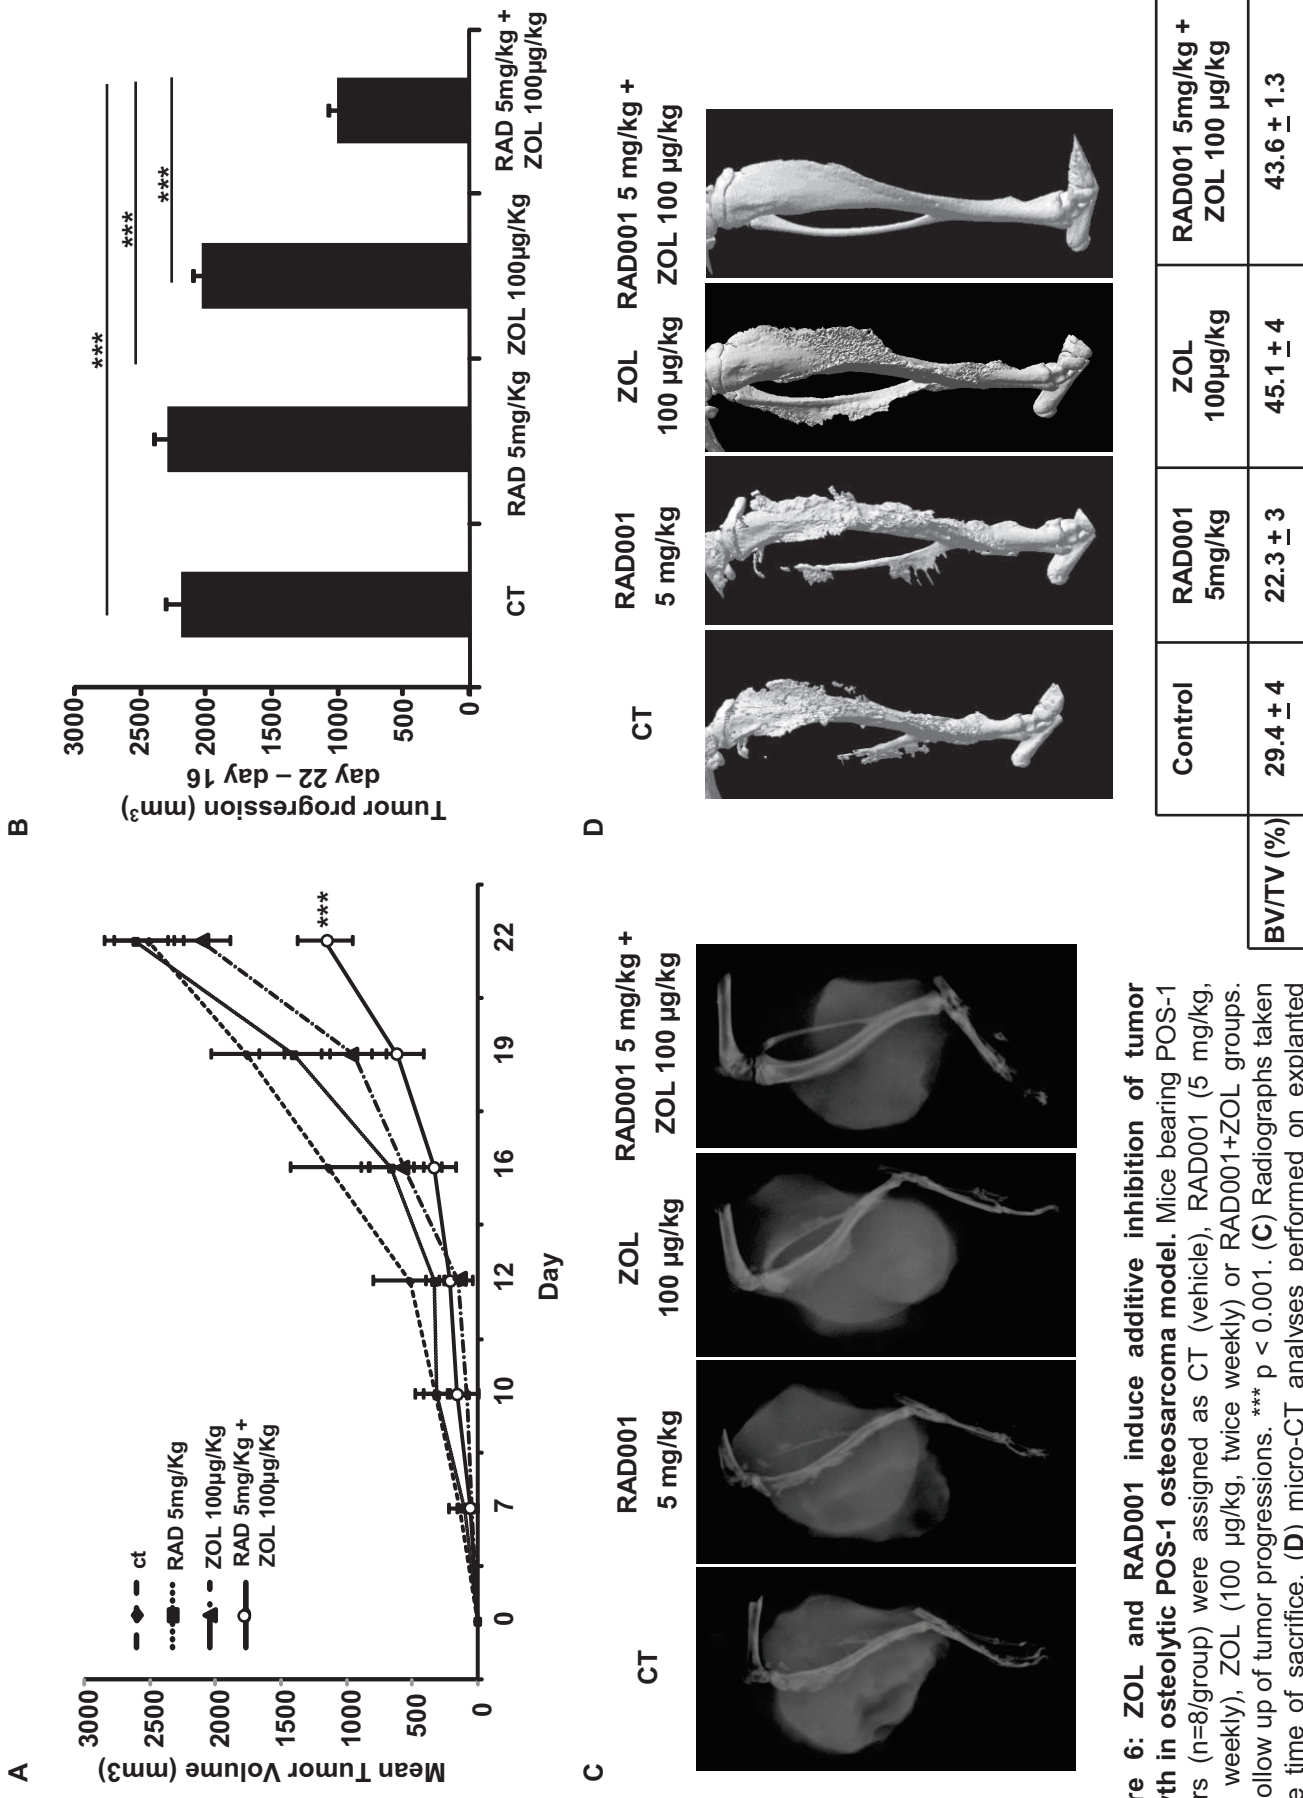 A
Mean Tumor Volume (mm3)
3000
2500
2000
1500
1000
500
0
ct
RAD 5mg/Kg
ZOL 100µg/Kg
RAD 5mg/Kg +
ZOL 100µg/Kg
***
0 7 10 12 16 19 22
Day
B
Tumor progression (mm³)
day 22 – day 16
3000
2500
2000
1500
1000
500
0
***
***
***
CT RAD 5mg/Kg ZOL 100µg/Kg RAD 5mg/kg +
ZOL 100µg/kg
C
CT
RAD001
5 mg/kg
ZOL
100 µg/kg
RAD001 5 mg/kg +
ZOL 100 µg/kg
D
CT
RAD001
5 mg/kg
ZOL
100 µg/kg
RAD001 5 mg/kg +
ZOL 100 µg/kg
Control
RAD001
5mg/kg
ZOL
100µg/kg
RAD001 5mg/kg +
ZOL 100 µg/kg
BV/TV (%) 29.4 ± 4 22.3 ± 3 45.1 ± 4 43.6 ± 1.3
re 6: ZOL and RAD001 induce additive inhibition of tumor
th in osteolytic POS-1 osteosarcoma model. Mice bearing POS-1
rs (n=8/group) were assigned as CT (vehicle), RAD001 (5 mg/kg,
weekly), ZOL (100 µg/kg, twice weekly) or RAD001+ZOL groups.
ollow up of tumor progressions. *** p < 0.001. (C) Radiographs taken
e time of sacrifice. (D) micro-CT analyses performed on explanted